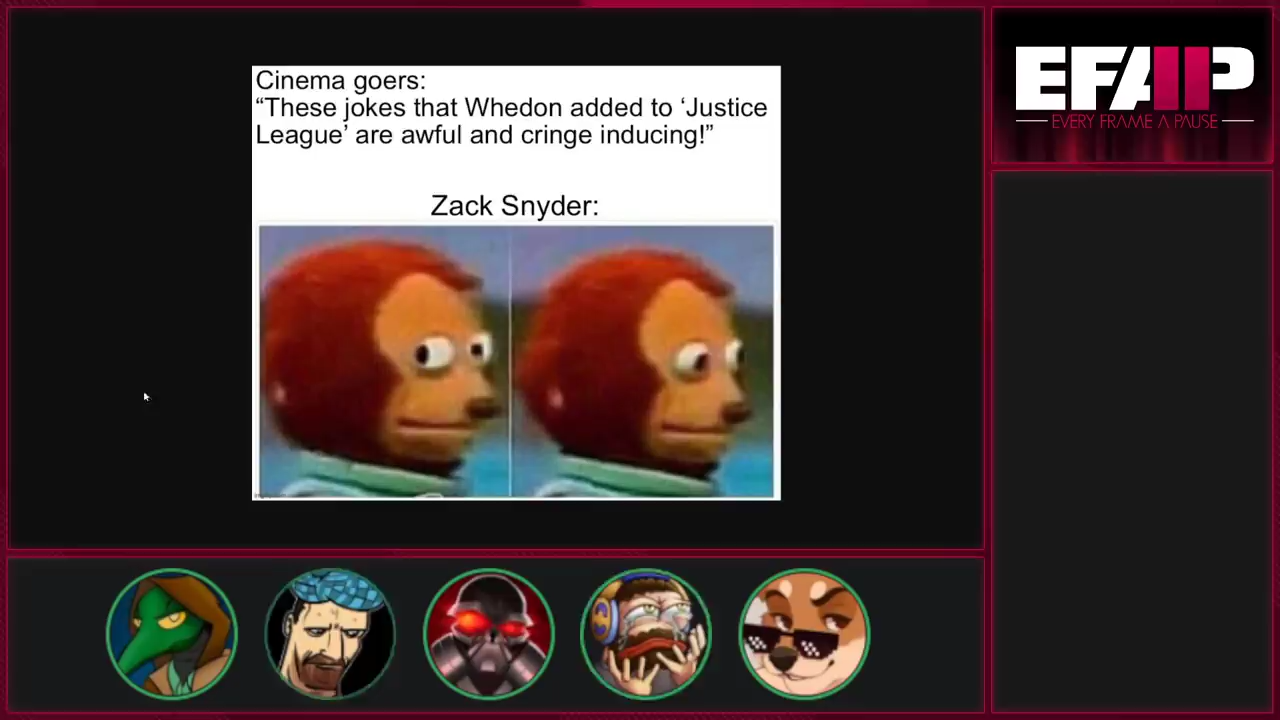 Cinema goers:
“These jokes that Whedon added to ‘Justice
League’ are awful and cringe inducing!”
Zack Snyder:
EFAP
EVERY FRAME A PAUSE